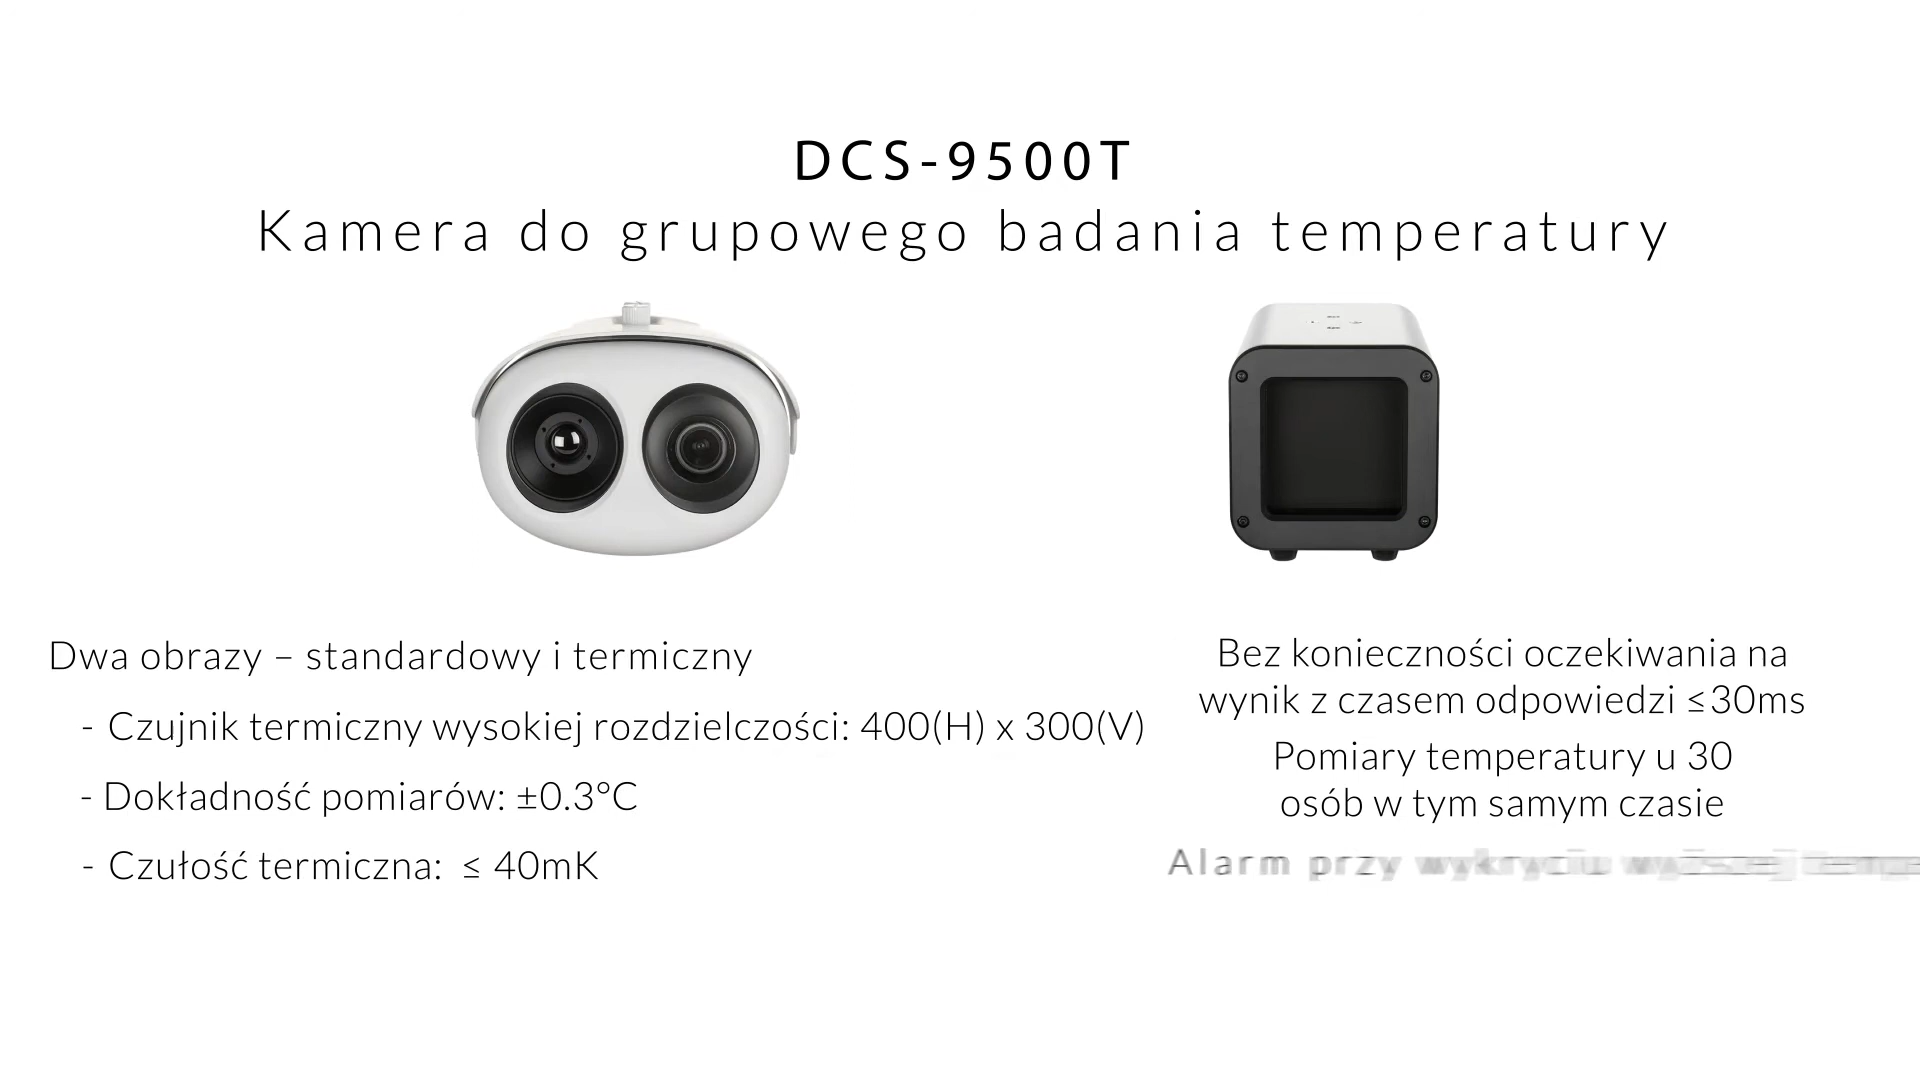 DCS-9500T
Kamera do grupowego badania temperatury
Dwa obrazy – standardowy i termiczny
- Czujnik termiczny wysokiej rozdzielczości: 400(H) x 300(V)
- Dokładność pomiarów: ±0.3°C
- Czułość termiczna: ≤ 40mK
Bez konieczności oczekiwania na
wynik z czasem odpowiedzi ≤30ms
Pomiary temperatury u 30
osób w tym samym czasie
Alarm przy wykryciu wyższej